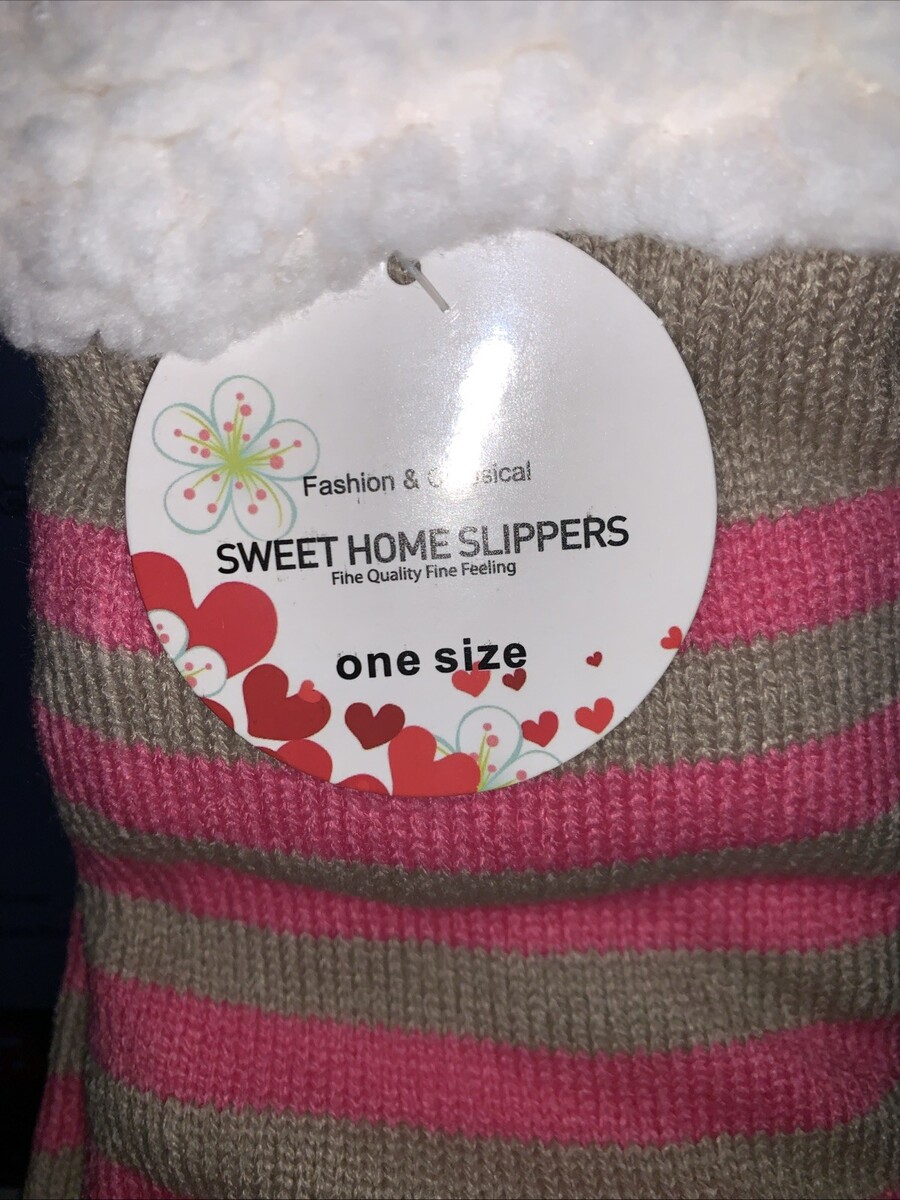 Fashion &
SWEET HOME SLIPPERS
Fihe Quality Fine Feeling
one size